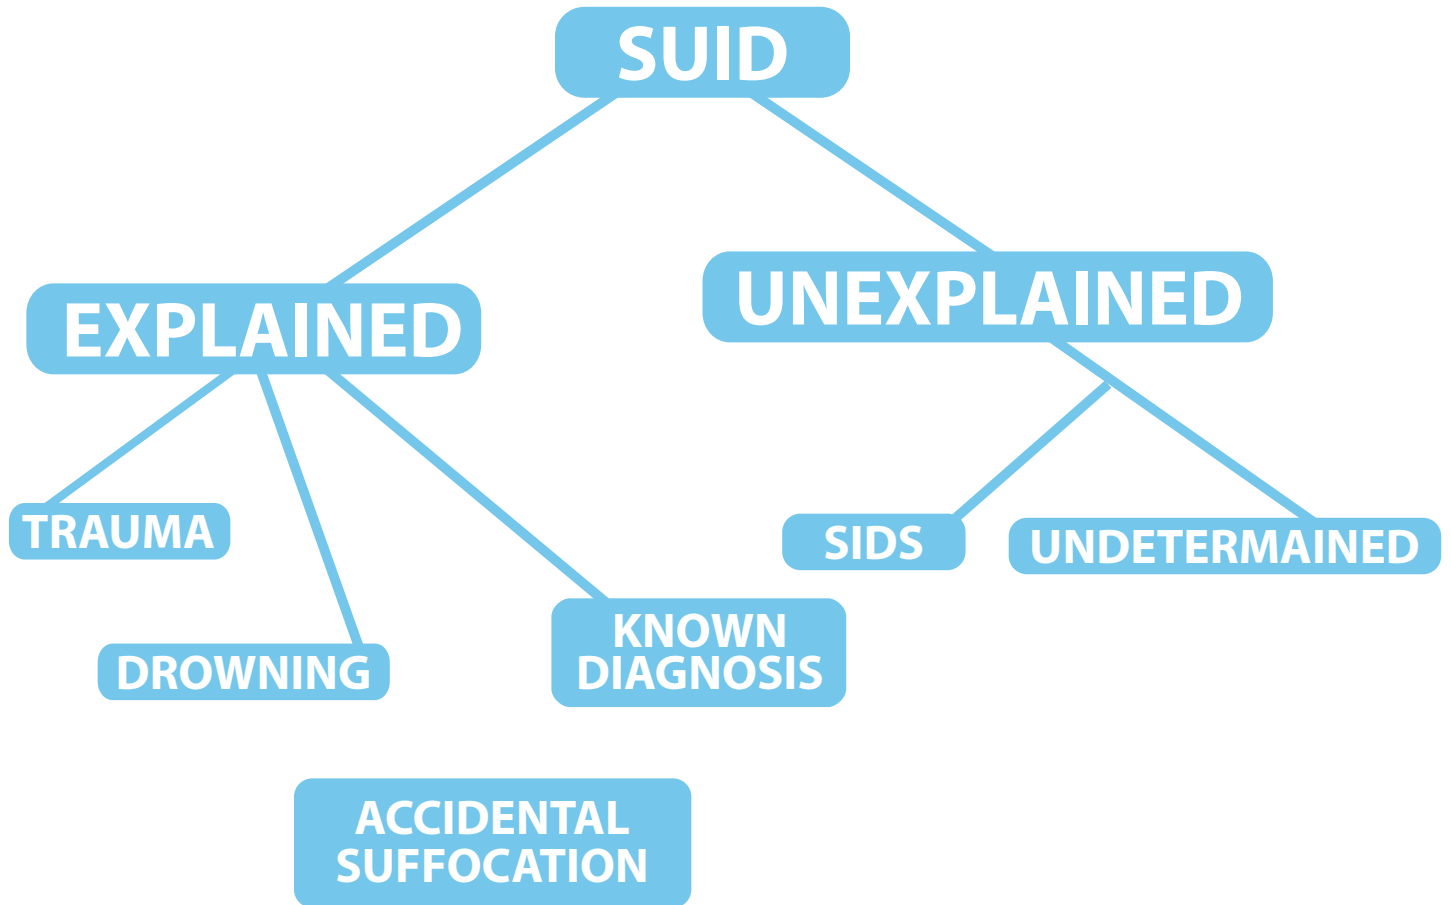 SUID
UNEXPLAINED
EXPLAINED
TRAUMA
SIDS
UNDETERMAINED
DROWNING
KNOWN
DIAGNOSIS
ACCIDENTAL
SUFFOCATION